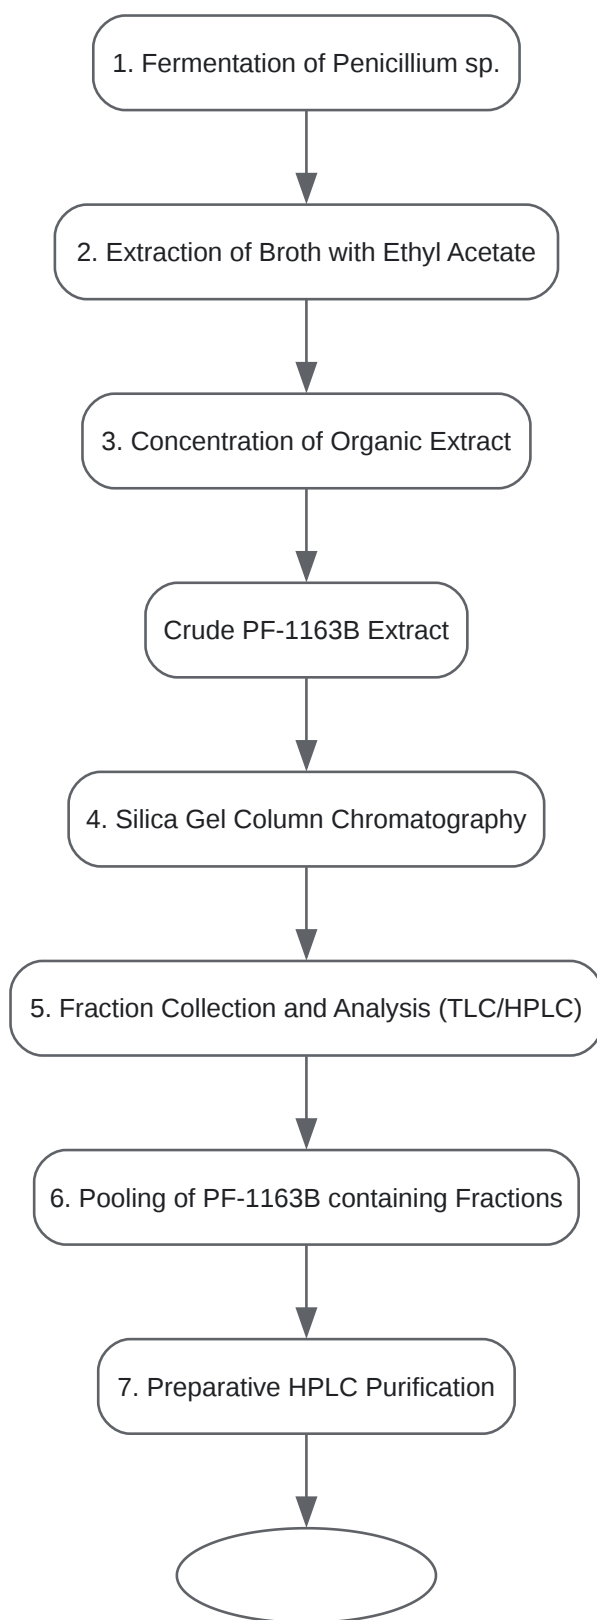 1. Fermentation of Penicillium sp.
2. Extraction of Broth with Ethyl Acetate
3. Concentration of Organic Extract
Crude PF-1163B Extract
4. Silica Gel Column Chromatography
5. Fraction Collection and Analysis (TLC/HPLC)
6. Pooling of PF-1163B containing Fractions
7. Preparative HPLC Purification